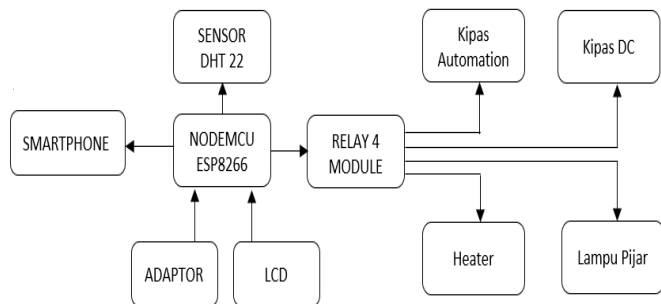 SENSOR
DHT 22
Kipas
Automation
Kipas DC
SMARTPHONE
NODEMCU
ESP8266
RELAY 4
MODULE
ADAPTOR
LCD
Heater
Lampu Pijar